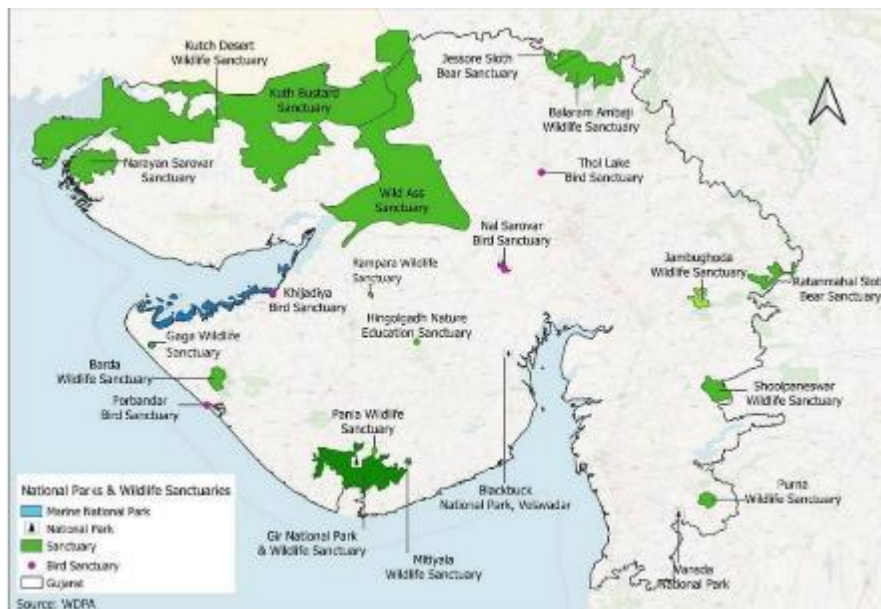 Kutch Desert
Wildlife Sanctuary
Kuth Bustard
Sanctuary
Jessore Sloth
Bear Sanctuary
Balaram Ambaji
Wildlife Sanctuary
Narayan Sarovar
Sanctuary
Thol Lake
Bird Sanctuary
Wild Ass
Sanctuary
Nal Sarovar
Bird Sanctuary
Rampara Wildlife
Sanctuary
Jambughoda
Wildlife Sanctuary
Ratanmahal Slot
Bear Sanctuary
Khijadiya
Bird Sanctuary
Hingolgadh Nature
Education Sanctuary
Gaga Wildlife
Sanctuary
Barda
Wildlife Sanctuary
Shoolpaneswar
Wildlife Sanctuary
Porbandar
Bird Sanctuary
Pania Wildlife
Sanctuary
Blackbuck
National Park, Velavadar
Purna
Wildlife Sanctuary
Gir National Park
& Wildlife Sanctuary
Mitiyala
Wildlife Sanctuary
Vansda
National Park
National Parks & Wildlife Sanctuaries
Marine National Park
National Park
Sanctuary
Bird Sanctuary
Gujarat
Source: WDPA